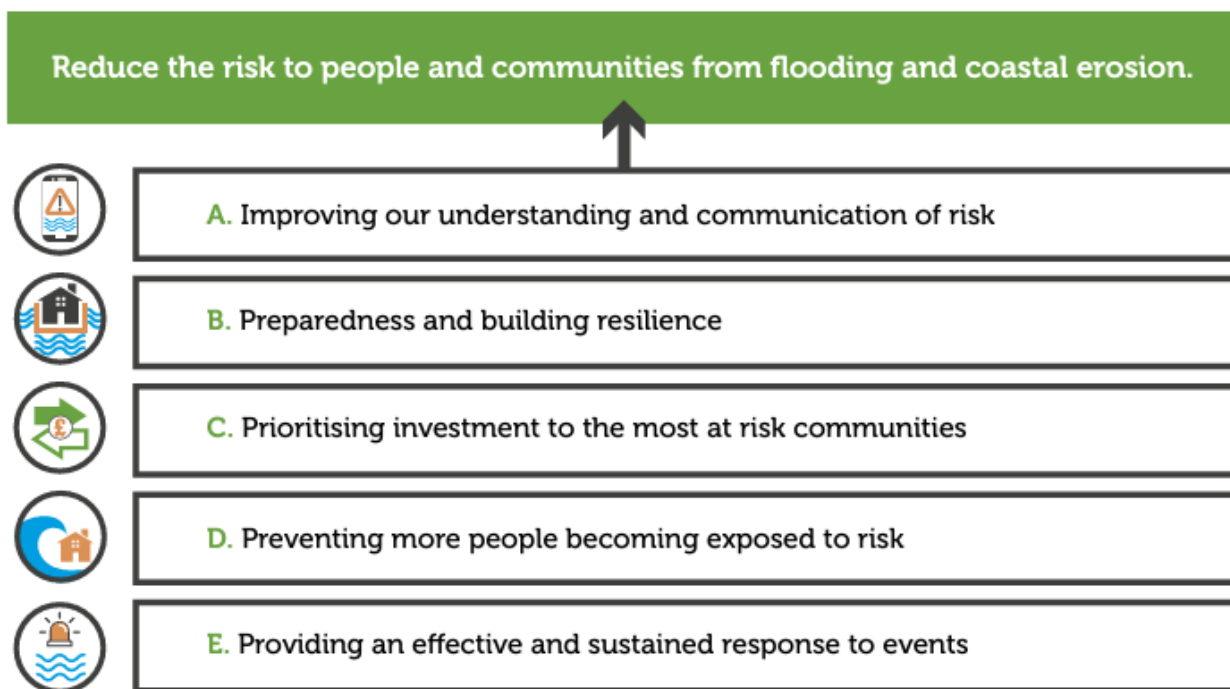 Reduce the risk to people and communities from flooding and coastal erosion.
A. Improving our understanding and communication of risk
B. Preparedness and building resilience
£
C. Prioritising investment to the most at risk communities
D. Preventing more people becoming exposed to risk
E. Providing an effective and sustained response to events